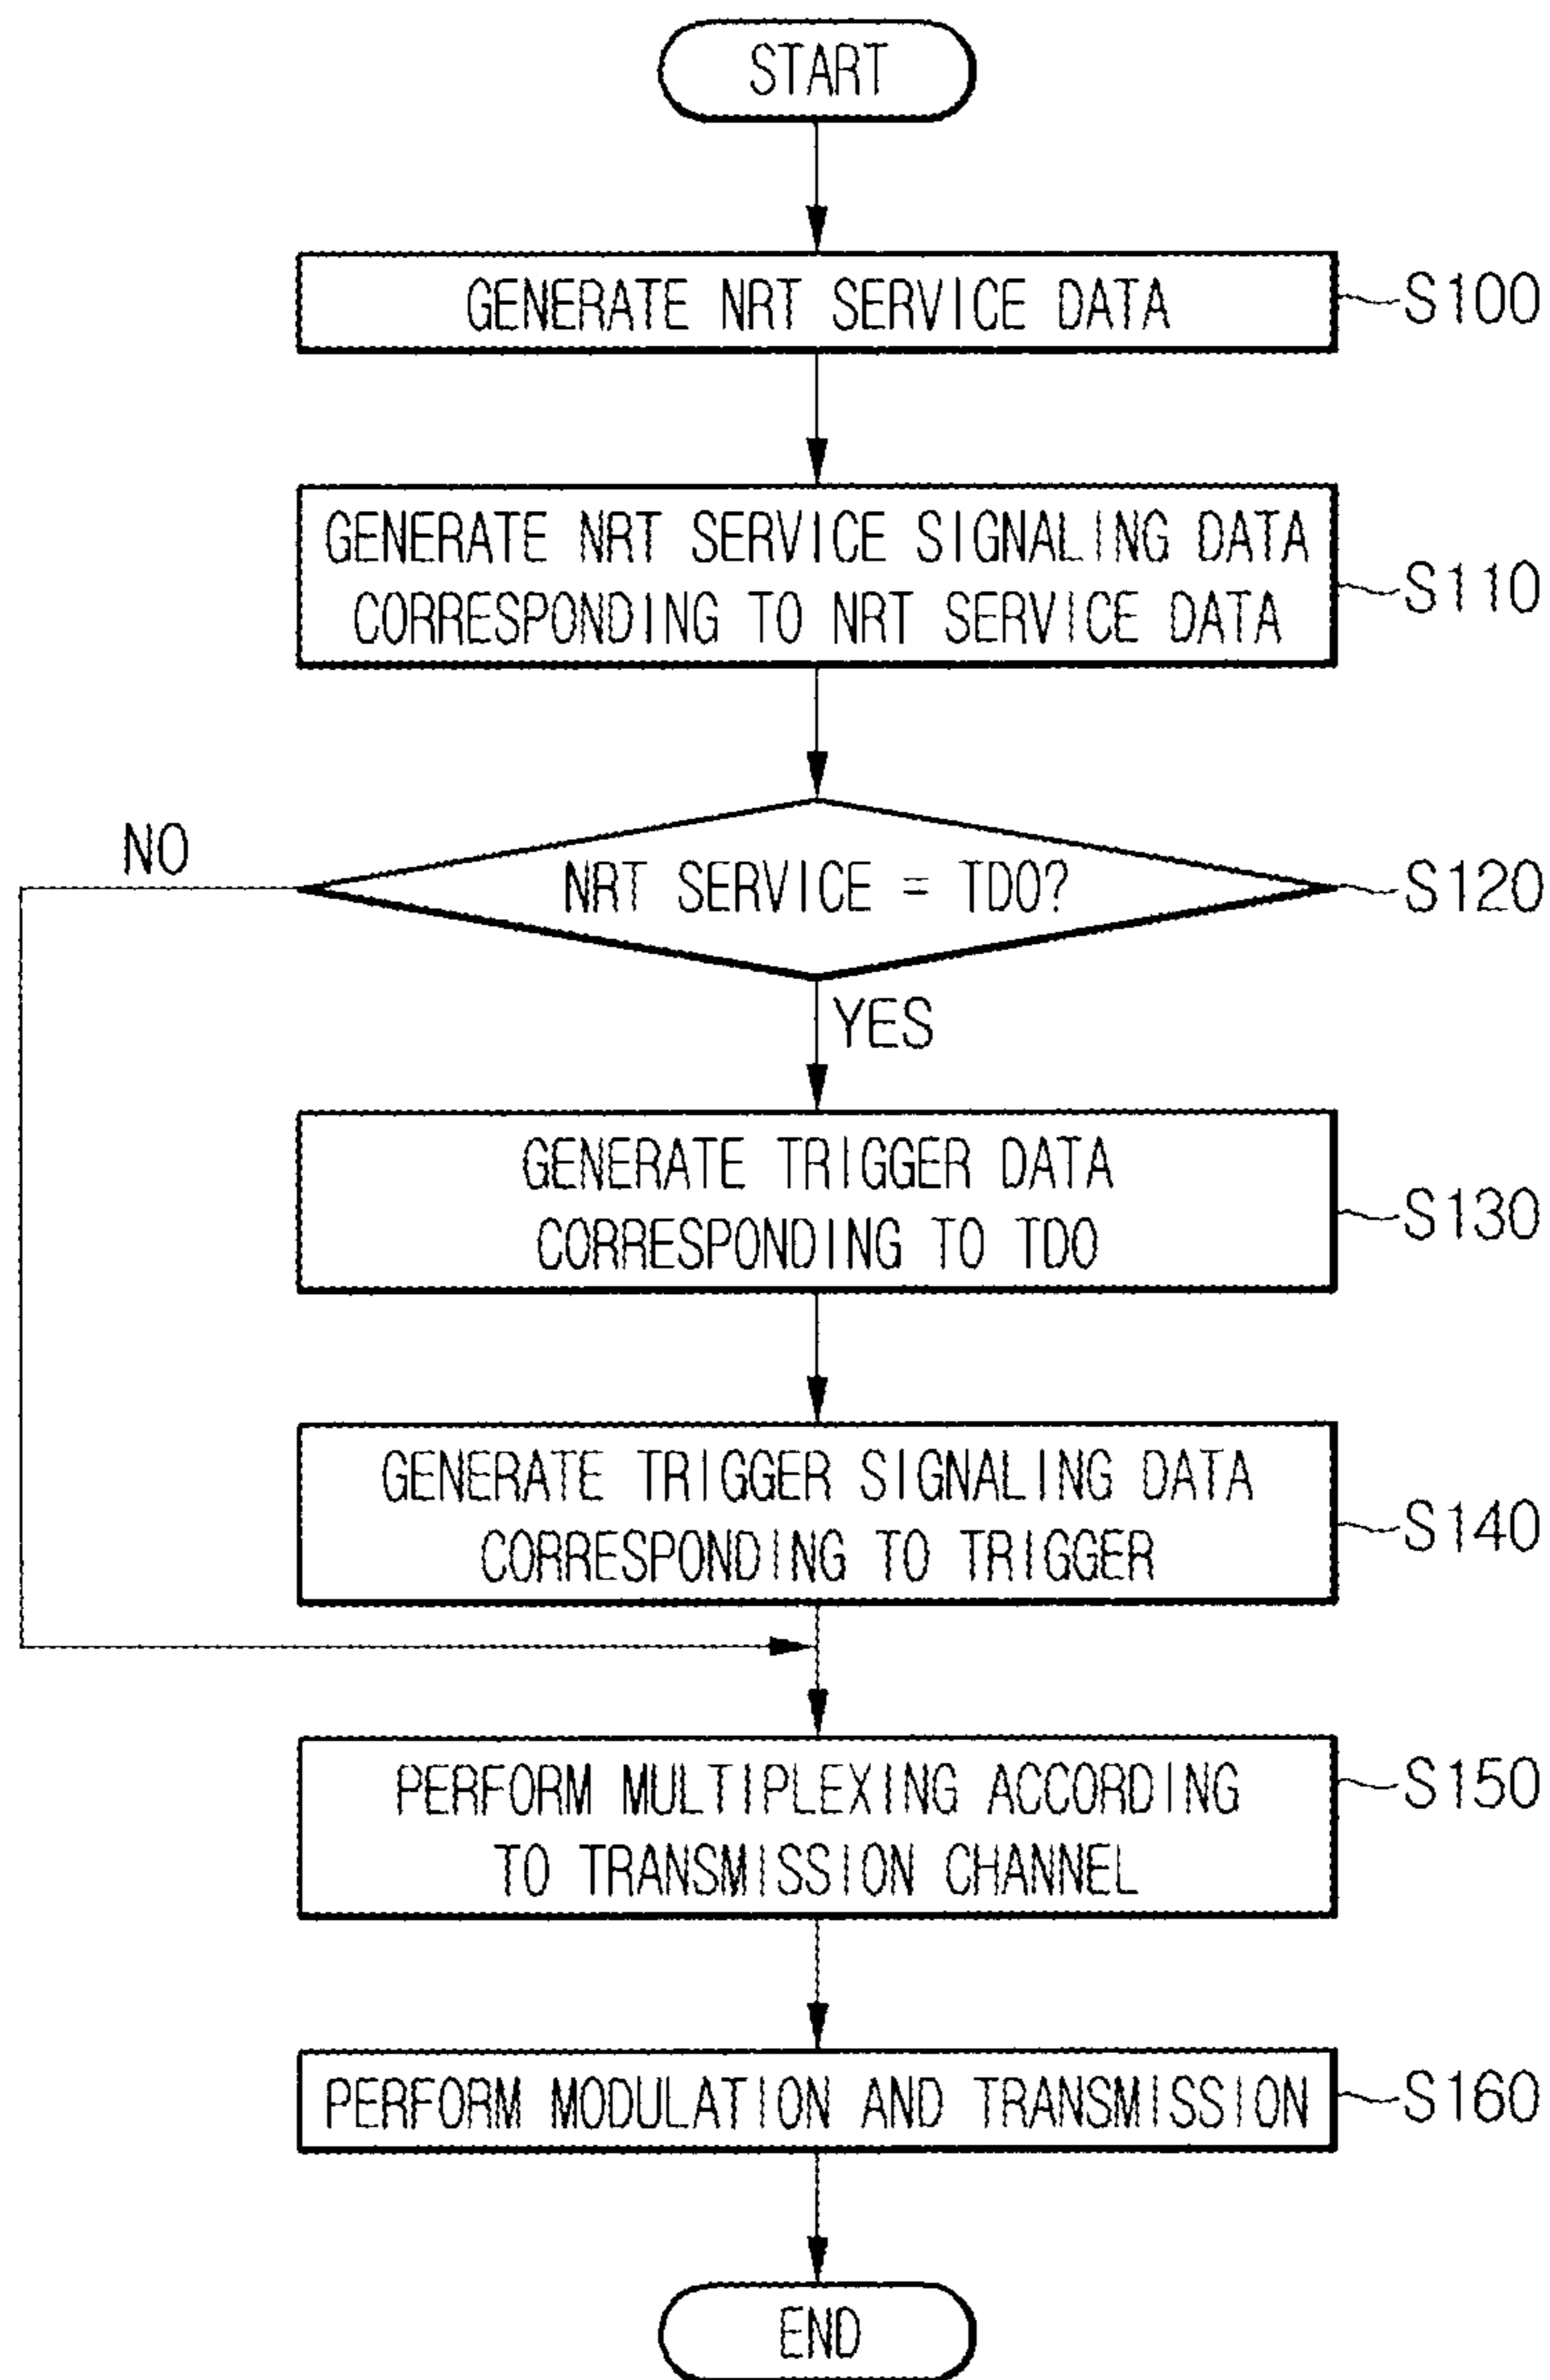 START
GENERATE NRT SERVICE DATA
S100
GENERATE NRT SERVICE SIGNALING DATA
CORRESPONDING TO NRT SERVICE DATA
S110
NO
NRT SERVICE = TDO?
S120
YES
GENERATE TRIGGER DATA
CORRESPONDING TO TDO
S130
GENERATE TRIGGER SIGNALING DATA
CORRESPONDING TO TRIGGER
S140
PERFORM MULTIPLEXING ACCORDING
TO TRANSMISSION CHANNEL
S150
PERFORM MODULATION AND TRANSMISSION
S160
END